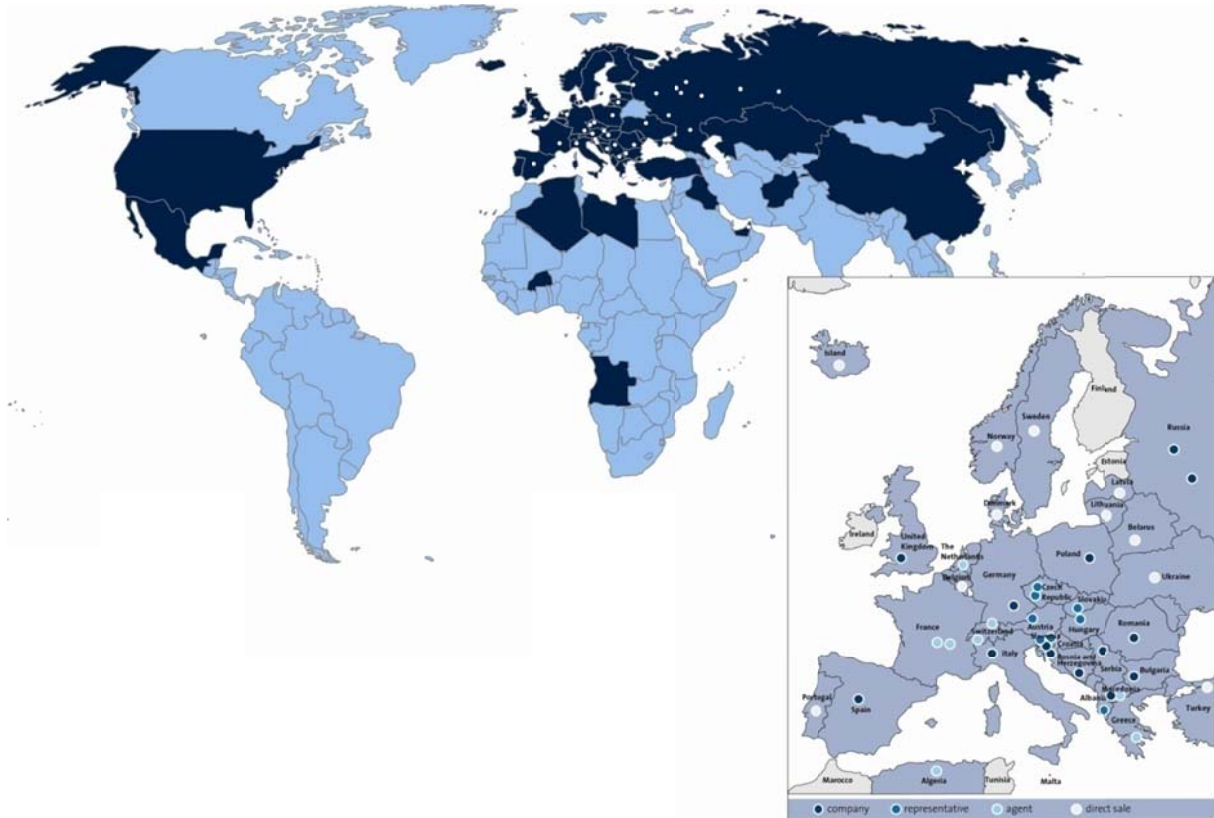 Island
Finland
Sweden
Norway
Russia
Estonia
Latvia
Denmark
Lithuania
Ireland
United
Kingdom
The
Netherlands
Belarus
Poland
Belgium
Germany
Ukraine
Czech
Republic
Slovakia
France
Switzerland
Austria
Hungary
Romania
Slovenia
Croatia
Italy
Bosnia and
Herzegovina
Serbia
Bulgaria
Portugal
Spain
Macedonia
Albania
Turkey
Greece
Marocco
Algeria
Tunisia
Malta
company
representative
agent
direct sale